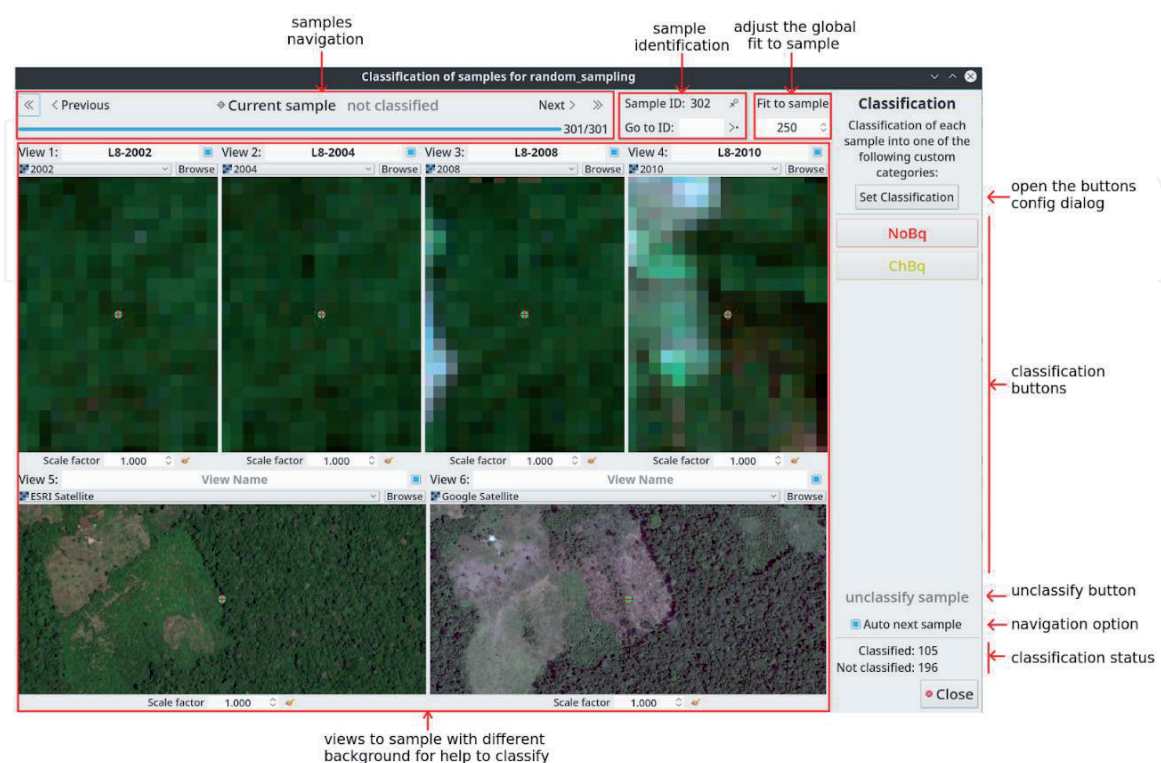 samples
navigation
sample
identification
adjust the global
fit to sample
Classification of samples for random_sampling
< Previous
Current sample not classified
Next >
301/301
Sample ID: 302
Go to ID:
Fit to sample
250
Classification
Classification of each
sample into one of the
following custom
categories:
Set Classification
open the buttons
config dialog
View 1: L8-2002
View 2: L8-2004
View 3: L8-2008
View 4: L8-2010
2002 Browse
2004 Browse
2008 Browse
2010 Browse
NoBq
ChBq
classification
buttons
Scale factor 1.000
Scale factor 1.000
Scale factor 1.000
Scale factor 1.000
View 5: View Name
View 6: View Name
ESRI Satellite Browse
Google Satellite Browse
unclassify sample
unclassify button
Auto next sample
navigation option
Classified: 105
Not classified: 196
classification status
Close
Scale factor 1.000
Scale factor 1.000
views to sample with different
background for help to classify